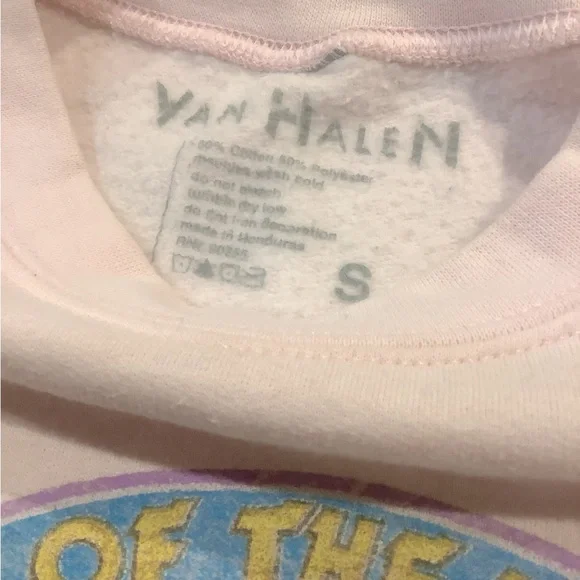 VAN HALEN
50% Cotton 50% Polyester
machine wash cold
do not bleach
tumble dry low
do not iron decoration
made in Honduras
RN#
S
OF THE